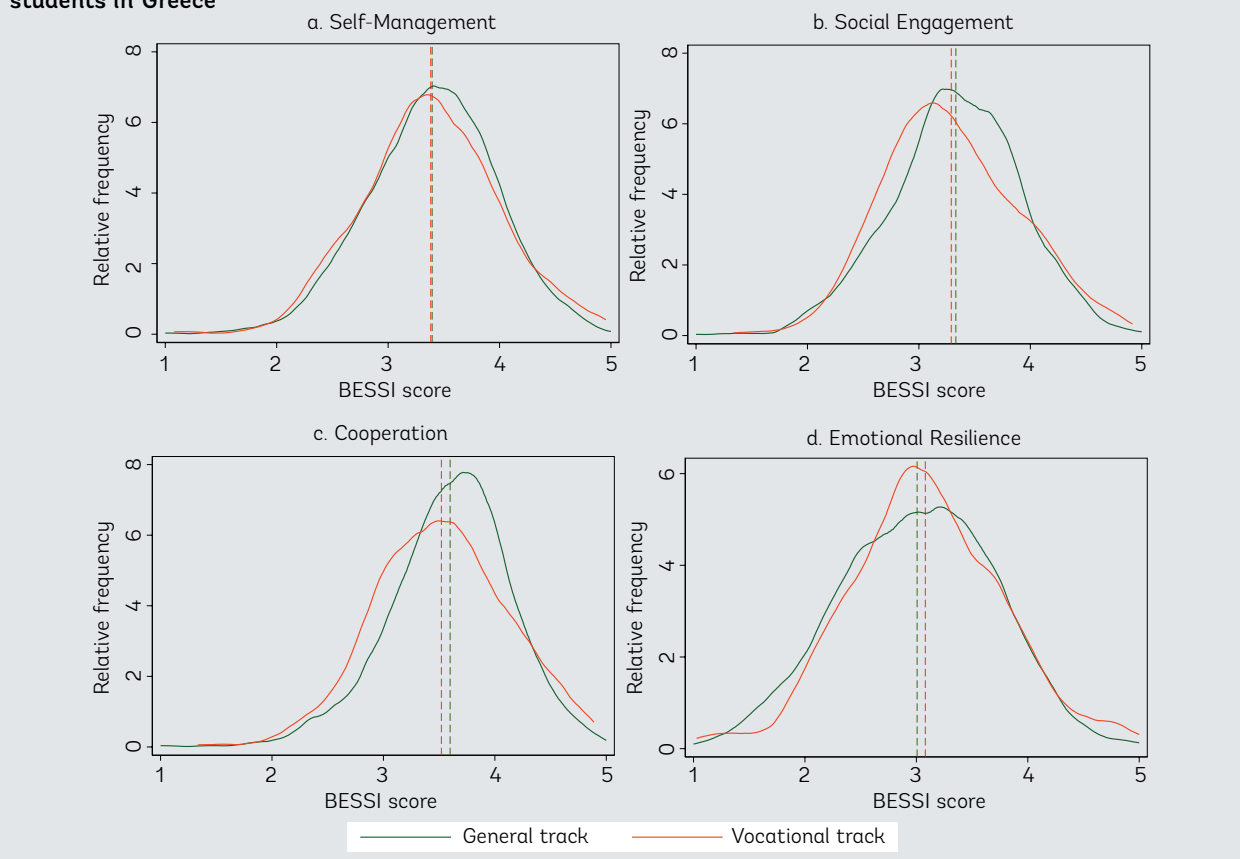 students in Greece
a. Self-Management
Relative frequency
8
6
4
2
0
1 2 3 4 5
BESSI score
b. Social Engagement
Relative frequency
8
6
4
2
0
1 2 3 4 5
BESSI score
c. Cooperation
Relative frequency
8
6
4
2
0
1 2 3 4 5
BESSI score
d. Emotional Resilience
Relative frequency
6
4
2
0
1 2 3 4 5
BESSI score
General track Vocational track